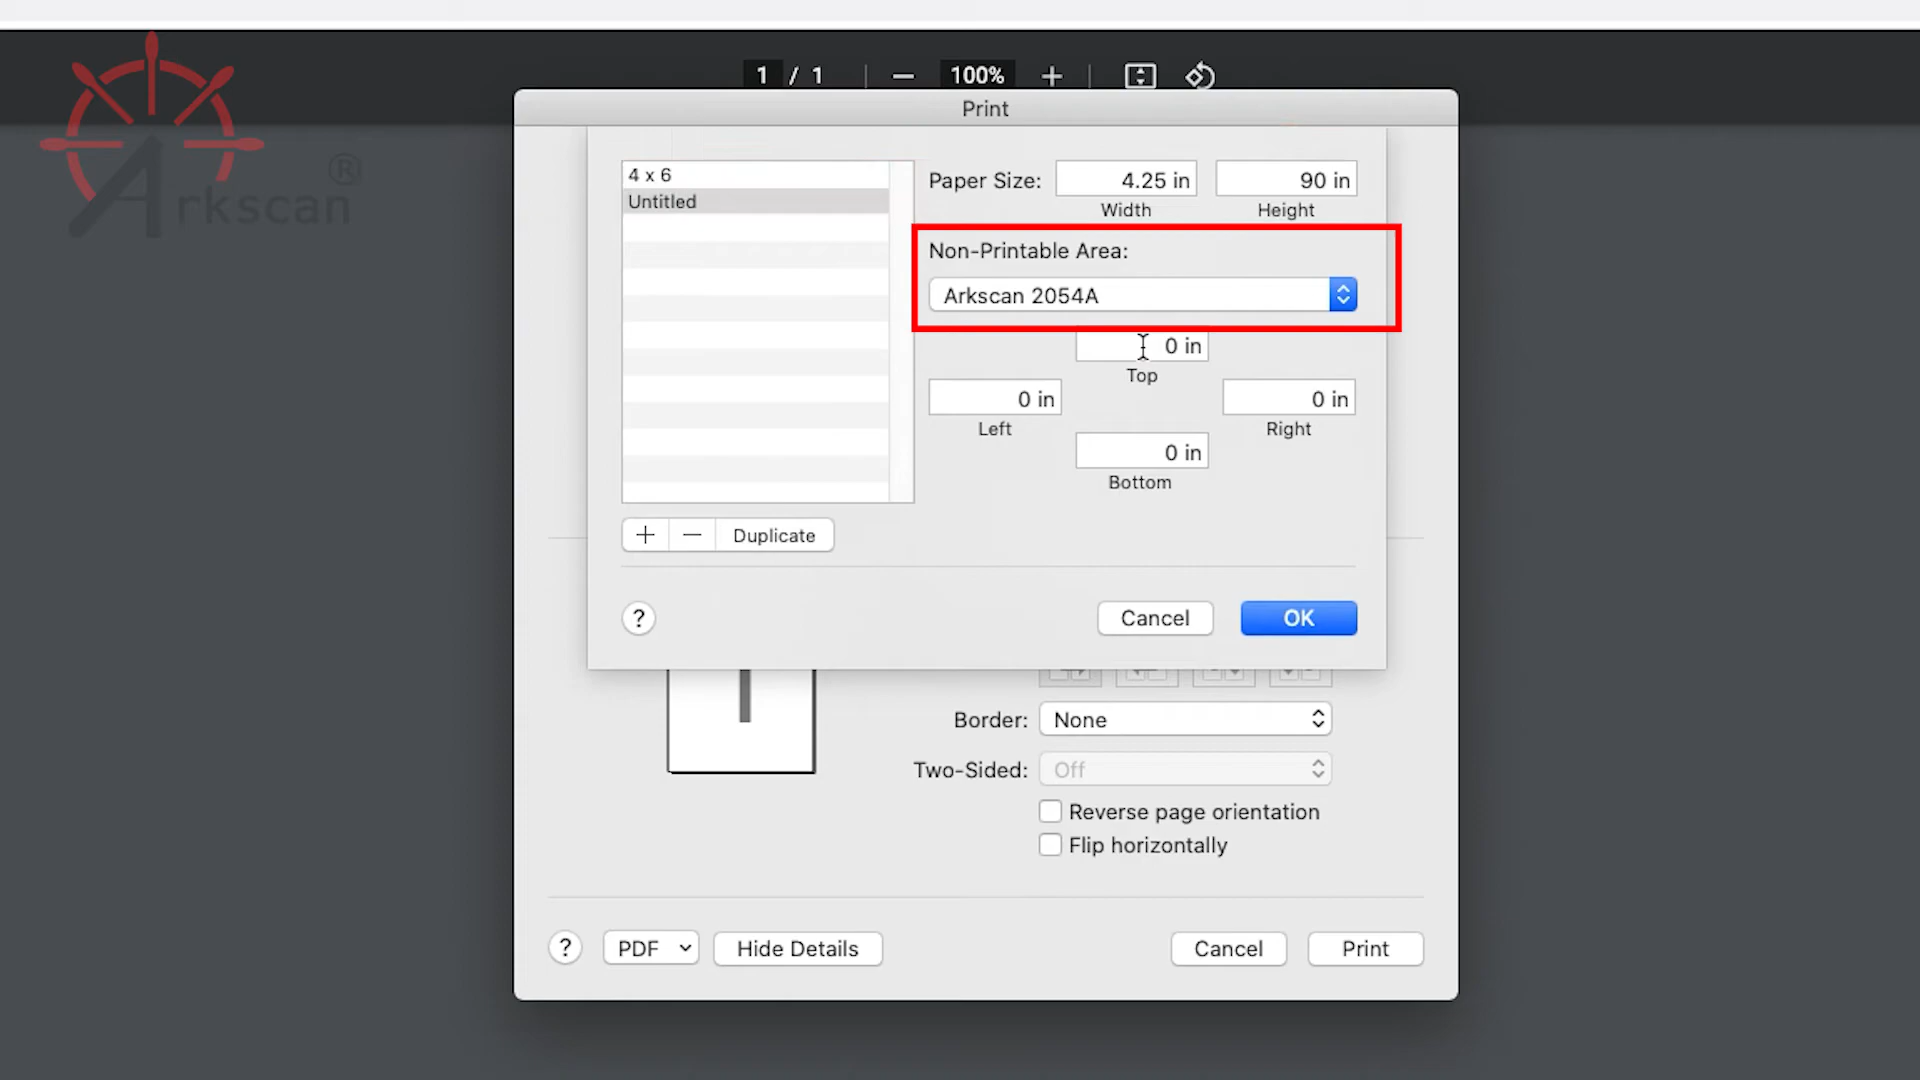 1 / 1 100%
Arkscan ®
Print
4 x 6
Untitled
Paper Size: 4.25 in 90 in
Width Height
Non-Printable Area:
Arkscan 2054A
0 in
Top
0 in 0 in
Left Right
0 in
Bottom
+ − Duplicate
? Cancel OK
Border: None
Two-Sided: Off
Reverse page orientation
Flip horizontally
? PDF Hide Details Cancel Print